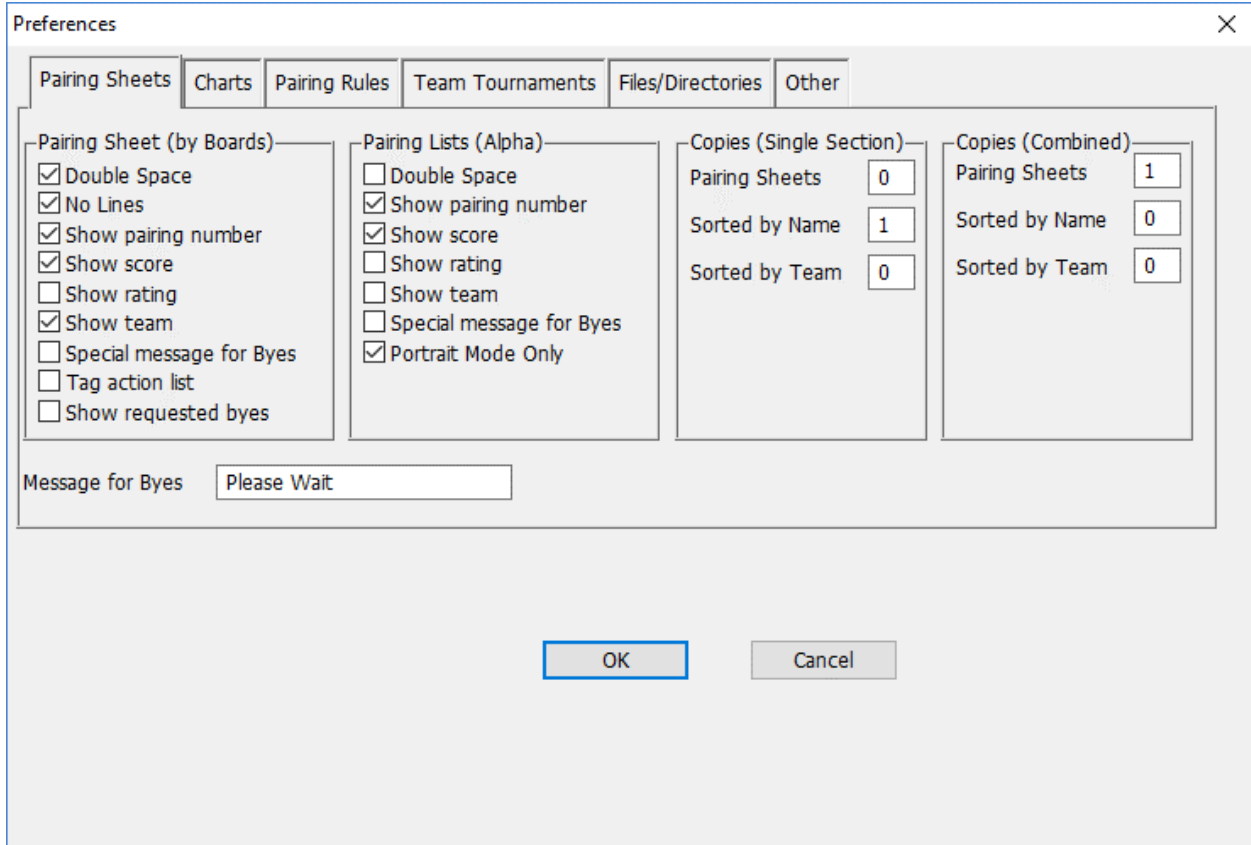 Preferences
Pairing Sheets
Charts
Pairing Rules
Team Tournaments
Files/Directories
Other
Pairing Sheet (by Boards)
Double Space
No Lines
Show pairing number
Show score
Show rating
Show team
Special message for Byes
Tag action list
Show requested byes
Pairing Lists (Alpha)
Double Space
Show pairing number
Show score
Show rating
Show team
Special message for Byes
Portrait Mode Only
Copies (Single Section)
Pairing Sheets 0
Sorted by Name 1
Sorted by Team 0
Copies (Combined)
Pairing Sheets 1
Sorted by Name 0
Sorted by Team 0
Message for Byes Please Wait
OK
Cancel